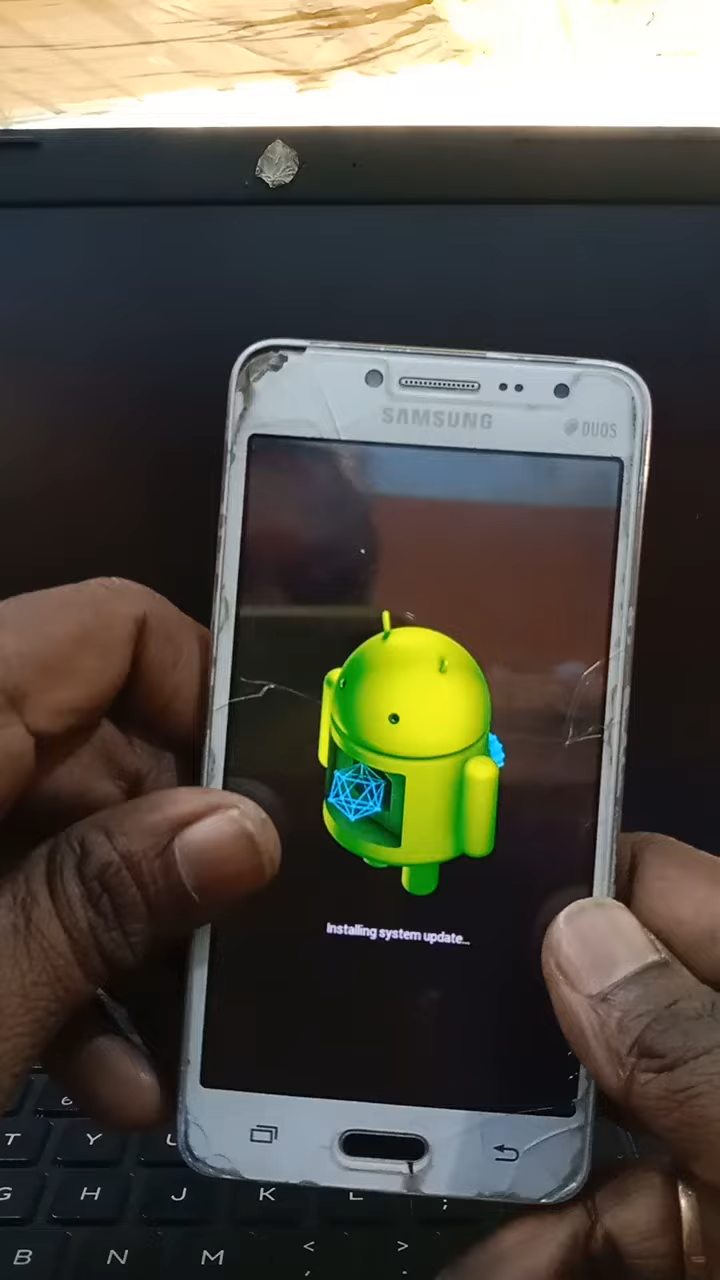 SAMSUNG
DUOS
Installing system update...
T Y U
G H J K L ;
B N M < >